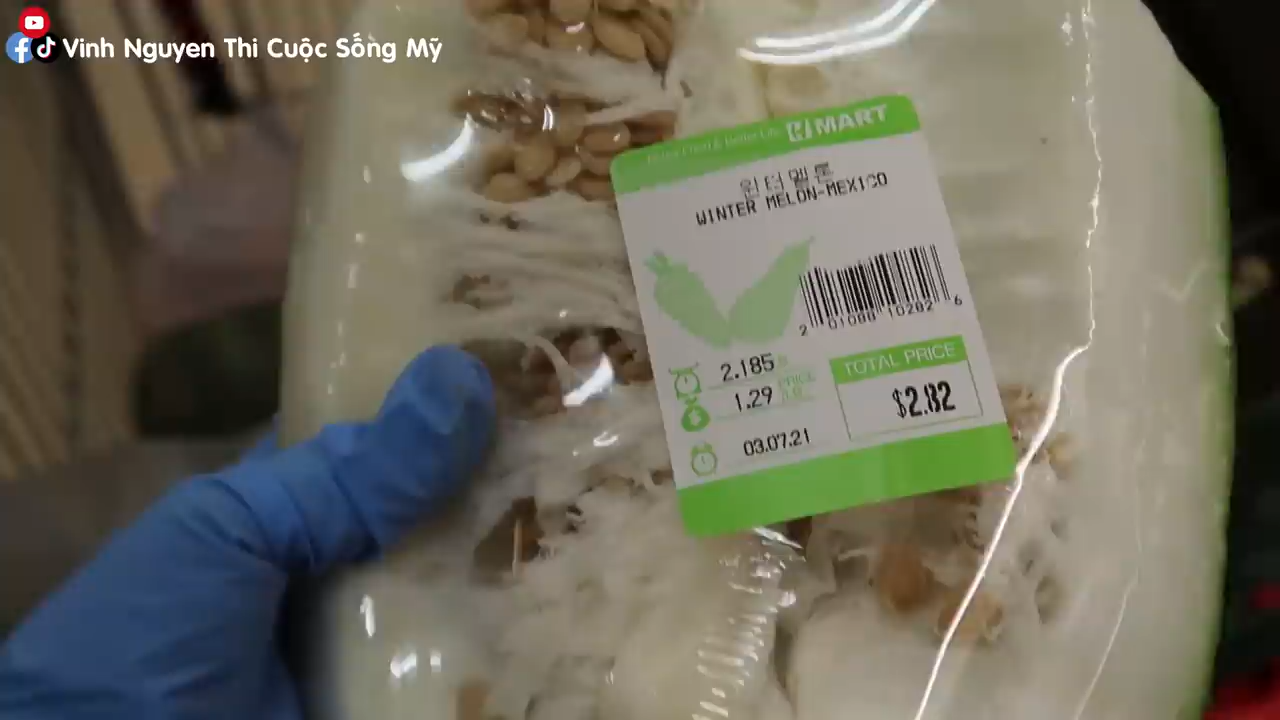 Vinh Nguyen Thi Cuộc Sống Mỹ
H MART
윈터멜론
WINTER MELON-MEXICO
2 01088 10282 6
2.185
1.29
PRICE
03.07.21
TOTAL PRICE
$2.82